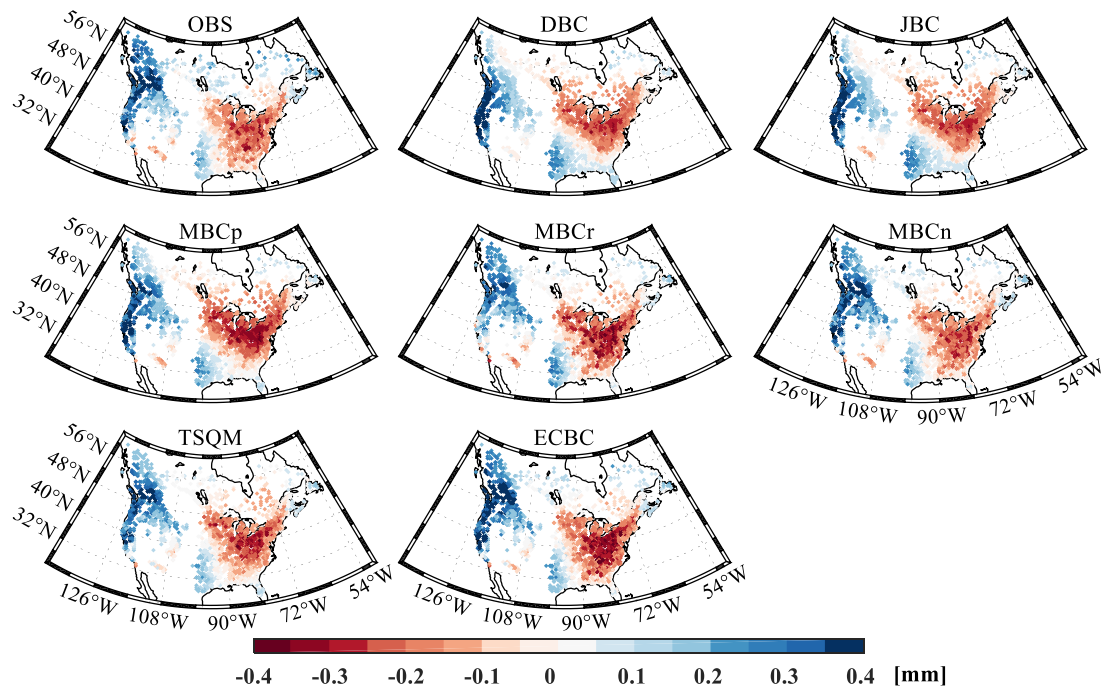 OBS
DBC
JBC
56°N
48°N
40°N
32°N
MBCp
MBCr
MBCn
56°N
48°N
40°N
32°N
126°W
108°W
90°W
72°W
54°W
TSQM
ECBC
56°N
48°N
40°N
32°N
126°W
108°W
90°W
72°W
54°W
126°W
108°W
90°W
72°W
54°W
-0.4 -0.3 -0.2 -0.1 0 0.1 0.2 0.3 0.4 [mm]